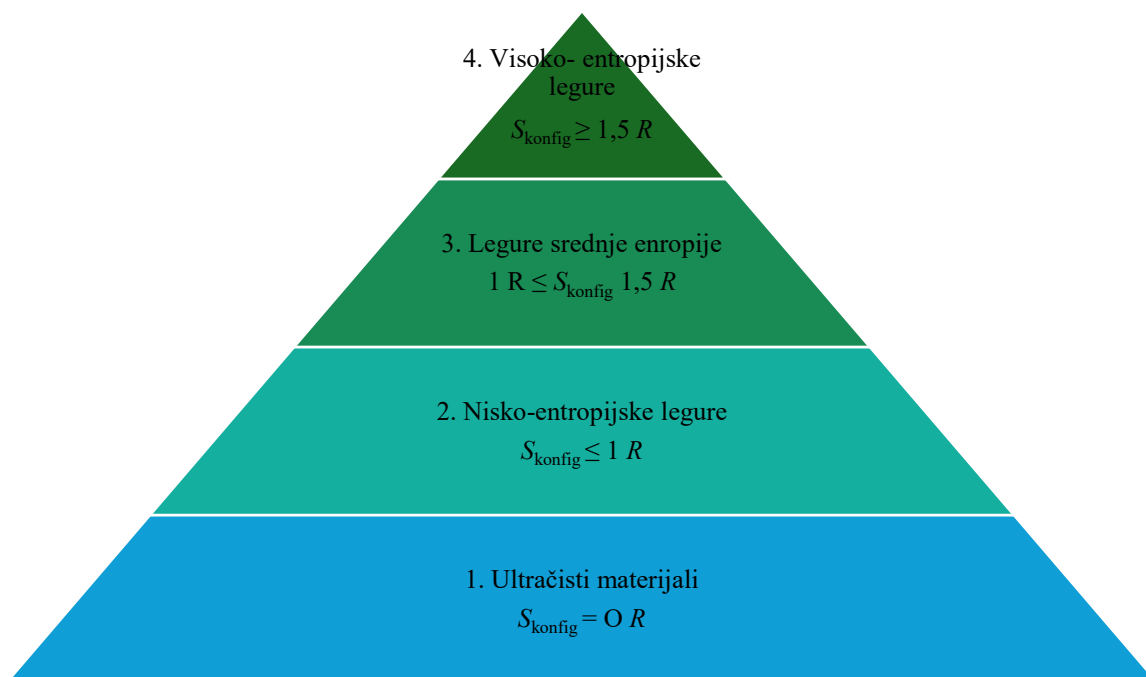 4. Visoko- entropijske
legure
Skonfig ≥ 1,5 R
3. Legure srednje enropije
1 R ≤ Skonfig 1,5 R
2. Nisko-entropijske legure
Skonfig ≤ 1 R
1. Ultračisti materijali
Skonfig = O R